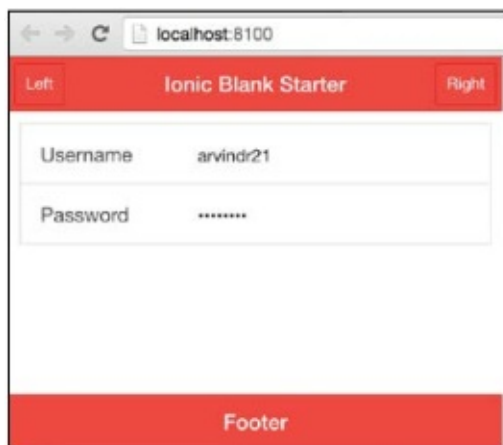 localhost:8100
Left Ionic Blank Starter Right
Username arvindr21
Password ••••••••
Footer